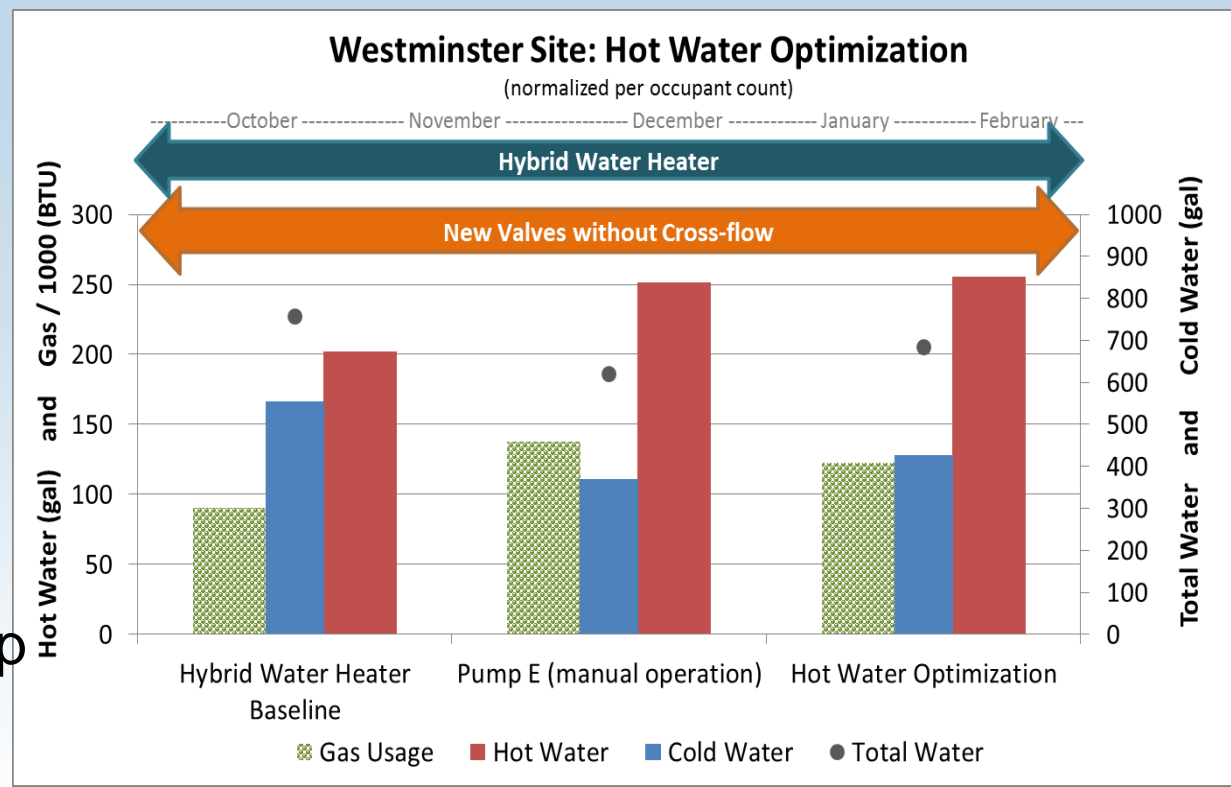 Westminster Site: Hot Water Optimization
(normalized per occupant count)
-----------October --------------- November ------------------ December ------------- January ------------ February ---
Hybrid Water Heater
New Valves without Cross-flow
Hot Water (gal) and Gas / 1000 (BTU)
300
250
200
150
100
50
0
1000
900
800
700
600
500
400
300
200
100
0
Total Water and Cold Water (gal)
p
Hybrid Water Heater
Baseline
Pump E (manual operation)
Hot Water Optimization
Gas Usage Hot Water Cold Water Total Water